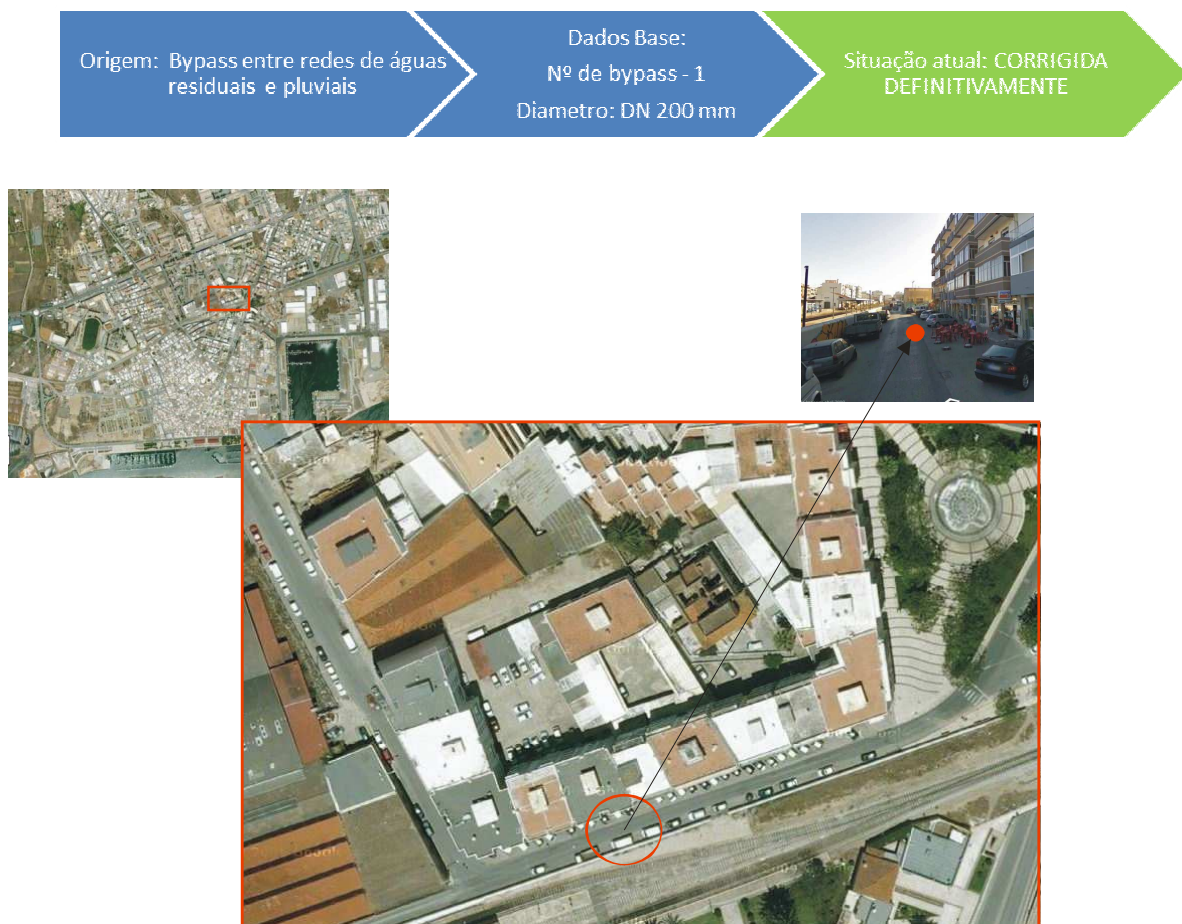 Origem: Bypass entre redes de águas
residuais e pluviais
Dados Base:
Nº de bypass - 1
Diametro: DN 200 mm
Situação atual: CORRIGIDA
DEFINITIVAMENTE